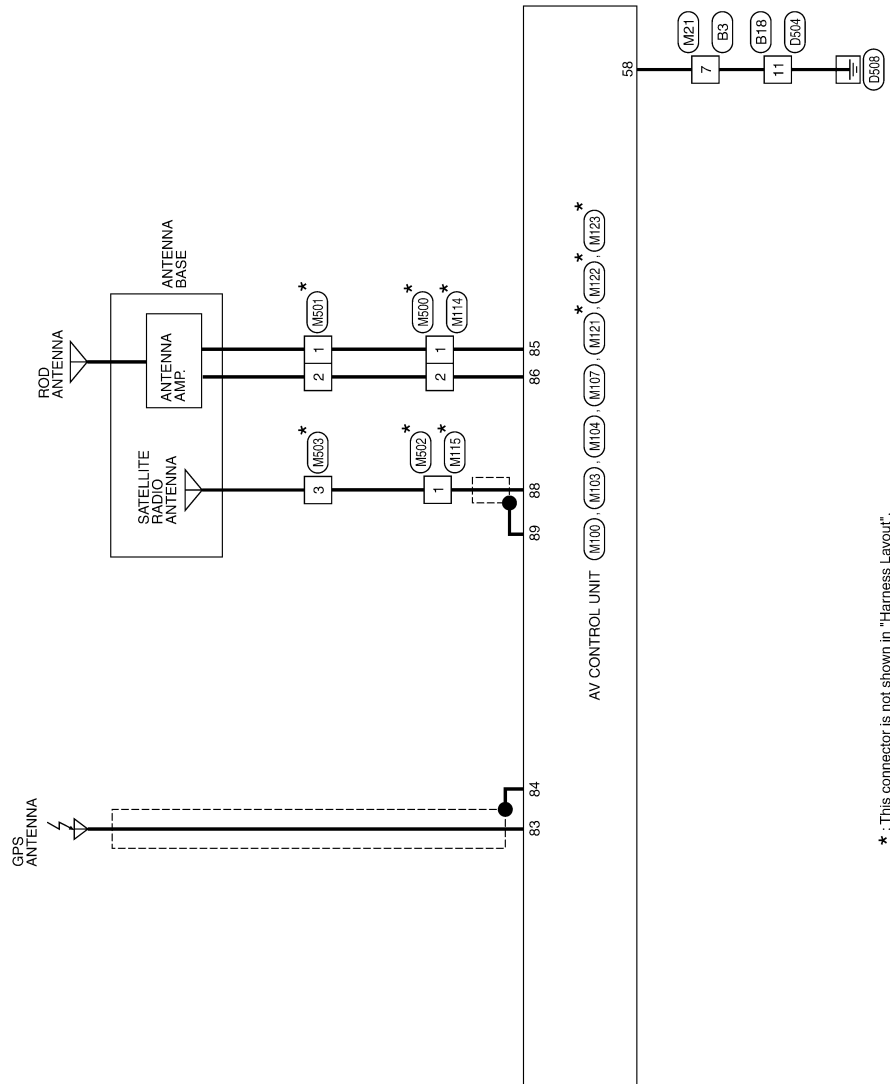 GPS
ANTENNA
SATELLITE
RADIO
ANTENNA
ROD
ANTENNA
ANTENNA
AMP.
ANTENNA
BASE
3
* M503
2 1
* M501
1
* M502
* M115
2 1
* M500
* M114
83 84 89 88 86 85 58
AV CONTROL UNIT M100 , M103 , M104 , M107 , M121 * , M122 * , M123 *
7
M21
B3
11
B18
D504
D508
* : This connector is not shown in "Harness Layout".